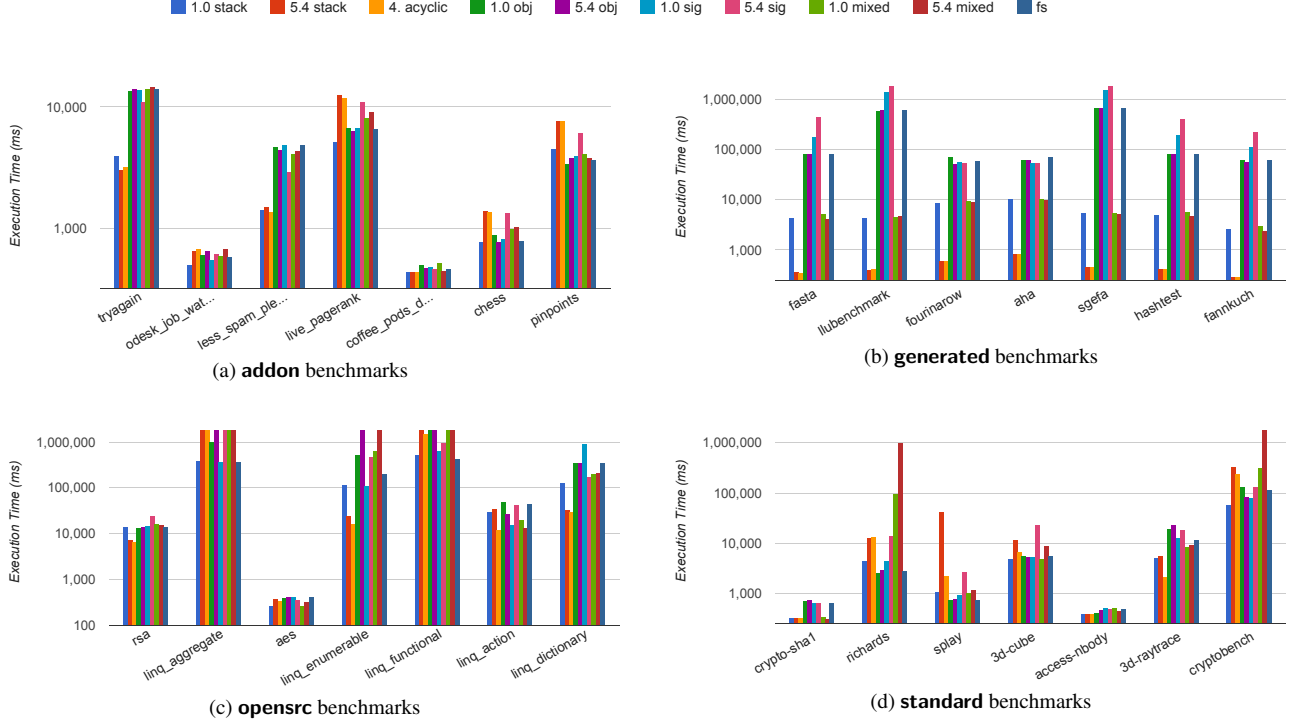 1.0 stack 5.4 stack 4. acyclic 1.0 obj 5.4 obj 1.0 sig 5.4 sig 1.0 mixed 5.4 mixed fs
Execution Time (ms)
10,000
1,000
tryagain
odesk_job_wat...
less_spam_ple...
live_pagerank
coffee_pods_d...
chess
pinpoints
(a) addon benchmarks
Execution Time (ms)
1,000,000
100,000
10,000
1,000
fasta
llubenchmark
fourinarow
aha
sgefa
hashtest
fannkuch
(b) generated benchmarks
Execution Time (ms)
1,000,000
100,000
10,000
1,000
100
rsa
linq_aggregate
aes
linq_enumerable
linq_functional
linq_action
linq_dictionary
(c) opensrc benchmarks
Execution Time (ms)
1,000,000
100,000
10,000
1,000
crypto-sha1
richards
splay
3d-cube
access-nbody
3d-raytrace
cryptobench
(d) standard benchmarks